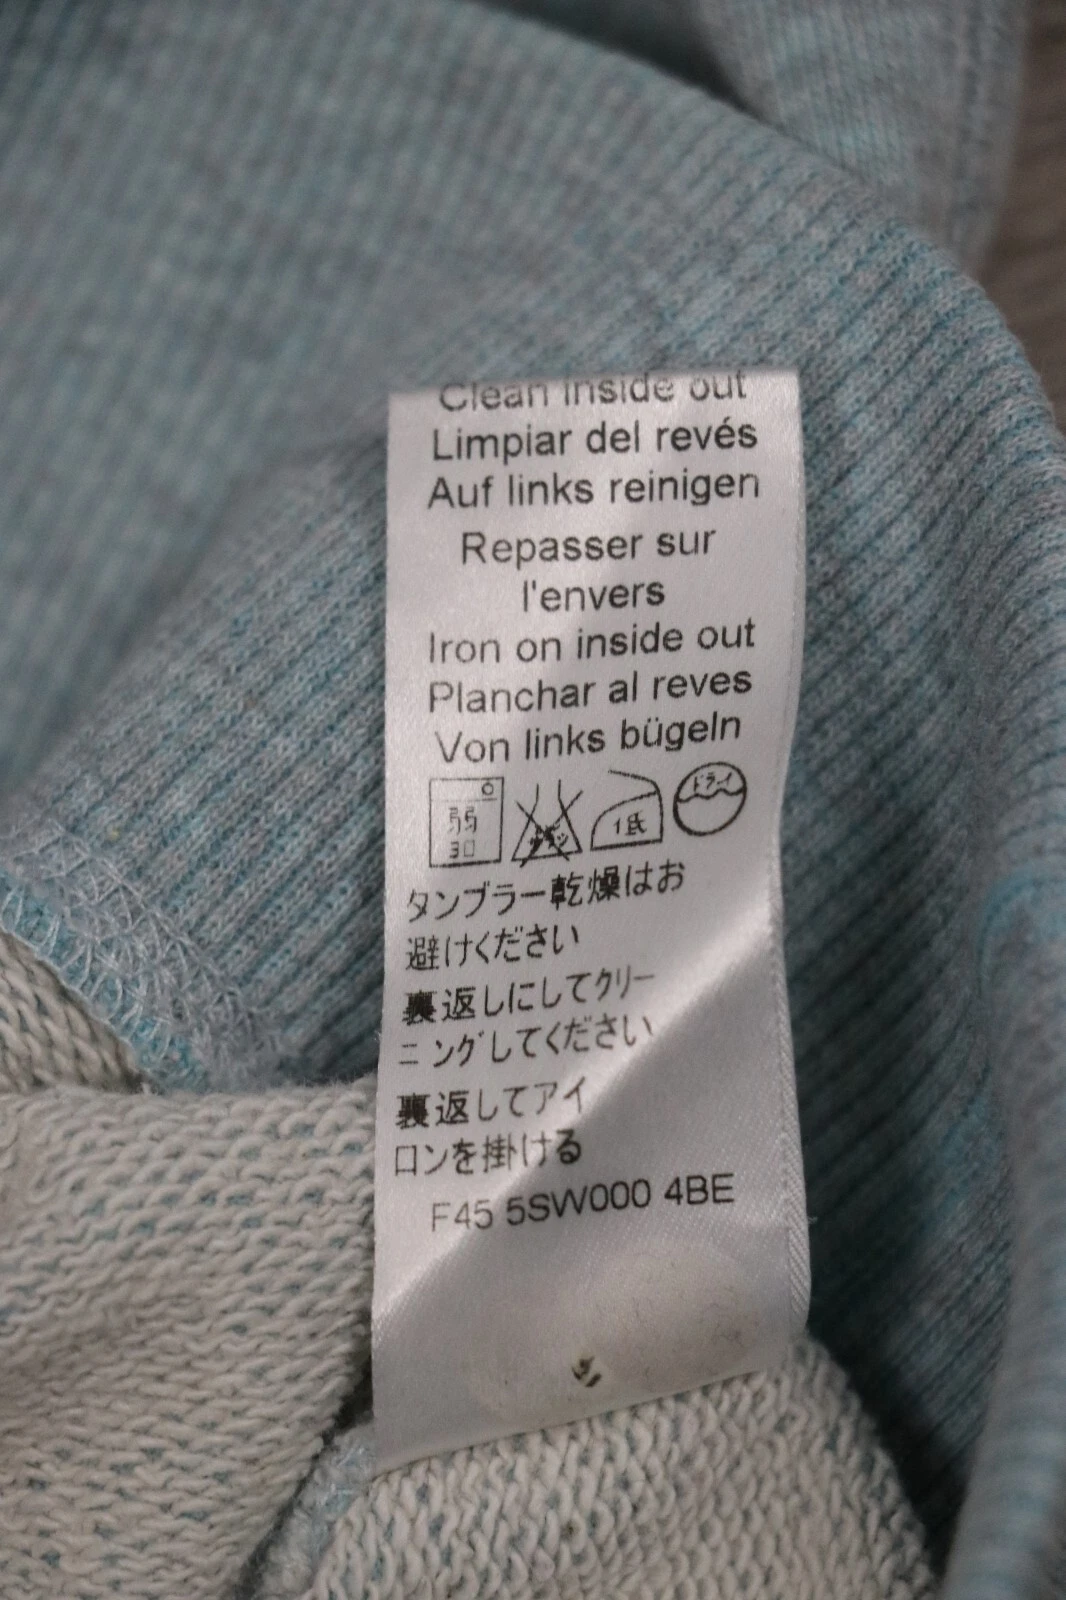 Clean inside out
Limpiar del revés
Auf links reinigen
Repasser sur
l'envers
Iron on inside out
Planchar al reves
Von links bügeln
弱
30
低
ドライ
タンブラー乾燥はお
避けください
裏返しにしてクリー
ニングしてください
裏返してアイ
ロンを掛ける
F45 5SW000 4BE